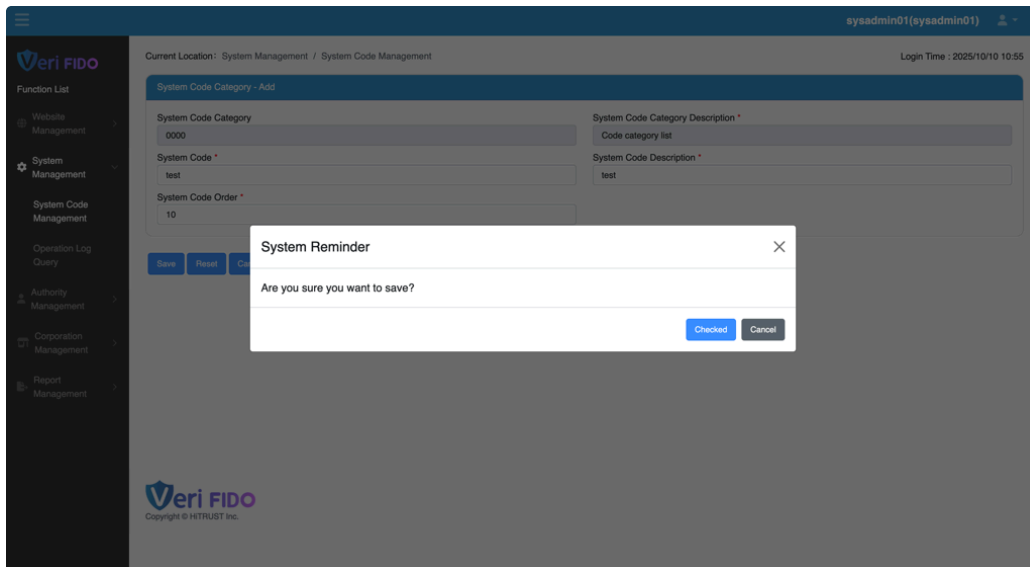 sysadmin01(sysadmin01)
Veri FIDO
Current Location： System Management / System Code Management
Login Time : 2025/10/10 10:55
Function List
System Code Category - Add
Website
Management
System
Management
System Code
Management
Operation Log
Query
Authority
Management
Corporation
Management
Report
Management
System Code Category
System Code Category Description *
0000
Code category list
System Code *
System Code Description *
test
test
System Code Order *
10
Save
Reset
Ca
System Reminder
Are you sure you want to save?
Checked
Cancel
Veri FIDO
Copyright © HiTRUST Inc.